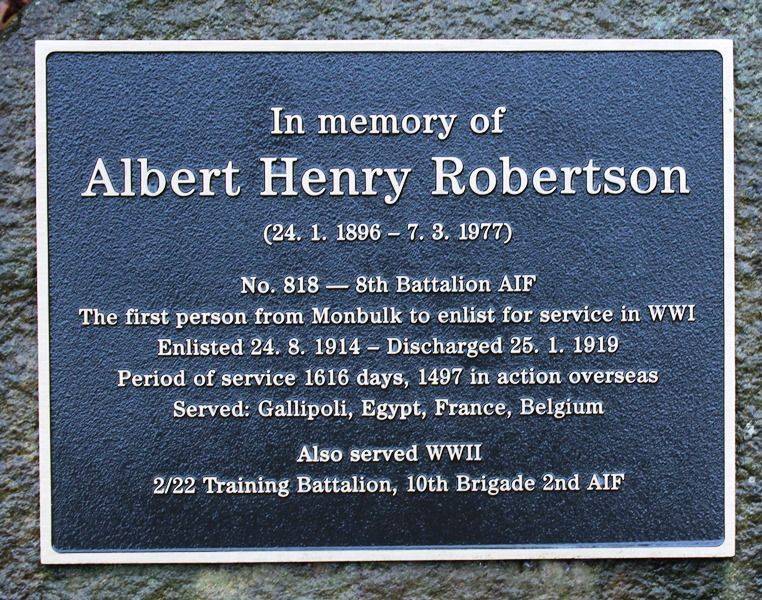 In memory of
Albert Henry Robertson
(24. 1. 1896 – 7. 3. 1977)
No. 818 — 8th Battalion AIF
The first person from Monbulk to enlist for service in WWI
Enlisted 24. 8. 1914 – Discharged 25. 1. 1919
Period of service 1616 days, 1497 in action overseas
Served: Gallipoli, Egypt, France, Belgium
Also served WWII
2/22 Training Battalion, 10th Brigade 2nd AIF